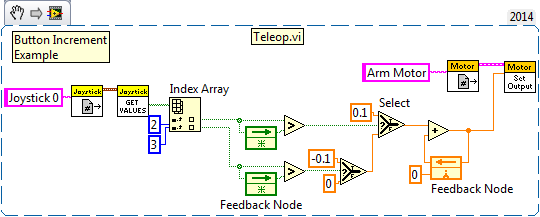 2014
Button Increment
Example
Teleop.vi
Joystick 0
Joystick
#
Joystick
GET
VALUES
Index Array
2
3
>
>
Feedback Node
-0.1
0
T
F
0.1
Select
T
F
Arm Motor
Motor
#
Motor
Set
Output
+
0
Feedback Node